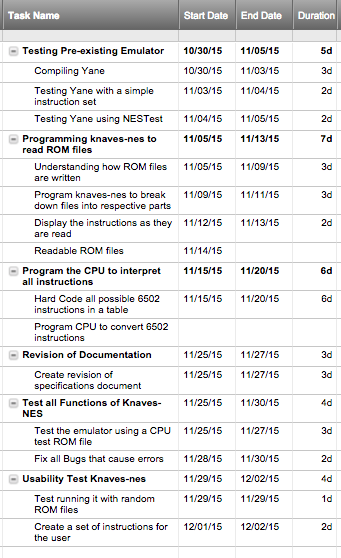 Task Name Start Date End Date Duration
Testing Pre-existing Emulator 10/30/15 11/05/15 5d
Compiling Yane 10/30/15 11/03/15 3d
Testing Yane with a simple 11/03/15 11/04/15 2d
instruction set
Testing Yane using NESTest 11/04/15 11/05/15 2d
Programming knaves-nes to 11/05/15 11/13/15 7d
read ROM files
Understanding how ROM files 11/05/15 11/09/15 3d
are written
Program knaves-nes to break 11/09/15 11/11/15 3d
down files into respective parts
Display the instructions as they 11/12/15 11/13/15 2d
are read
Readable ROM files 11/14/15
Program the CPU to interpret 11/15/15 11/20/15 6d
all instructions
Hard Code all possible 6502 11/15/15 11/20/15 6d
instructions in a table
Program CPU to convert 6502
instructions
Revision of Documentation 11/25/15 11/27/15 3d
Create revision of 11/25/15 11/27/15 3d
specifications document
Test all Functions of Knaves- 11/25/15 11/30/15 4d
NES
Test the emulator using a CPU 11/25/15 11/27/15 3d
test ROM file
Fix all Bugs that cause errors 11/28/15 11/30/15 2d
Usability Test Knaves-nes 11/29/15 12/02/15 4d
Test running it with random 11/29/15 11/29/15 1d
ROM files
Create a set of instructions for 12/01/15 12/02/15 2d
the user